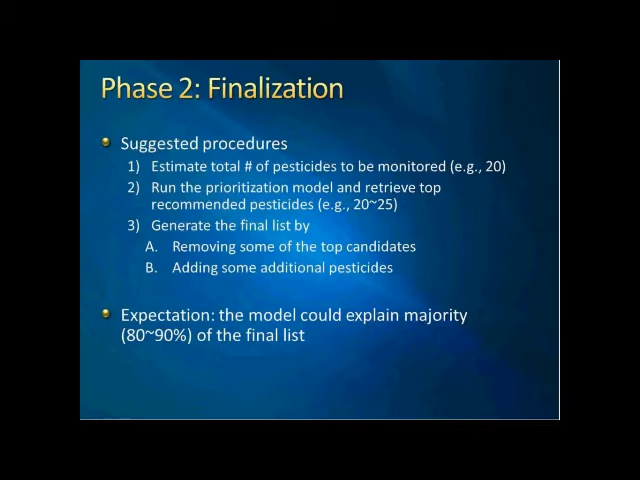 Phase 2: Finalization
Suggested procedures
1) Estimate total # of pesticides to be monitored (e.g., 20)
2) Run the prioritization model and retrieve top
recommended pesticides (e.g., 20~25)
3) Generate the final list by
A. Removing some of the top candidates
B. Adding some additional pesticides
Expectation: the model could explain majority
(80~90%) of the final list